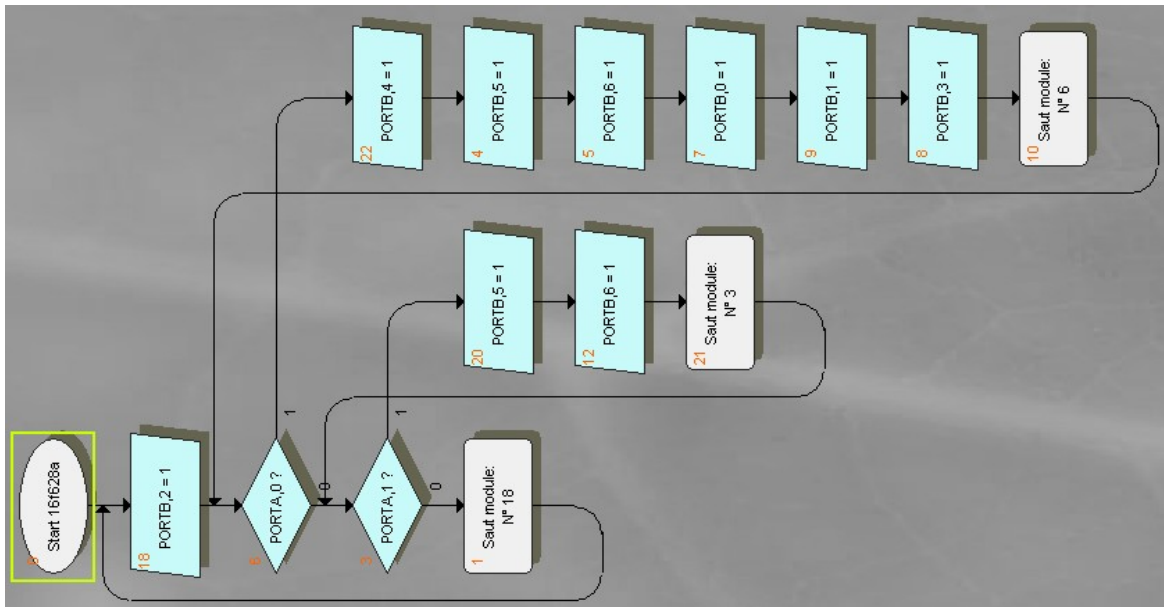 Start 16f628a
PORTB,2 = 1
18
PORTA,0 ?
6
1
0
PORTA,1 ?
3
1
0
Saut module:
N° 18
1
PORTB,5 = 1
20
PORTB,6 = 1
12
Saut module:
N° 3
21
PORTB,4 = 1
22
PORTB,5 = 1
4
PORTB,6 = 1
5
PORTB,0 = 1
7
PORTB,1 = 1
9
PORTB,3 = 1
8
Saut module:
N° 6
10